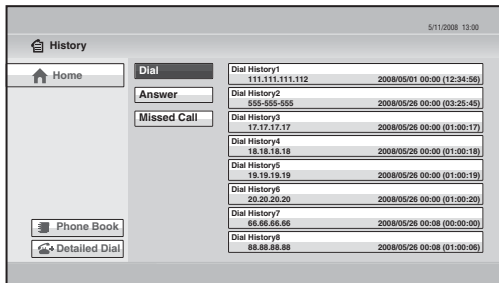 5/11/2008 13:00
History
Home
Dial
Answer
Missed Call
Dial History1
111.111.111.112 2008/05/01 00:00 (12:34:56)
Dial History2
555-555-555 2008/05/26 00:00 (03:25:45)
Dial History3
17.17.17.17 2008/05/26 00:00 (01:00:17)
Dial History4
18.18.18.18 2008/05/26 00:00 (01:00:18)
Dial History5
19.19.19.19 2008/05/26 00:00 (01:00:19)
Dial History6
20.20.20.20 2008/05/26 00:00 (01:00:20)
Dial History7
66.66.66.66 2008/05/26 00:08 (00:00:00)
Dial History8
88.88.88.88 2008/05/26 00:08 (01:00:06)
Phone Book
Detailed Dial